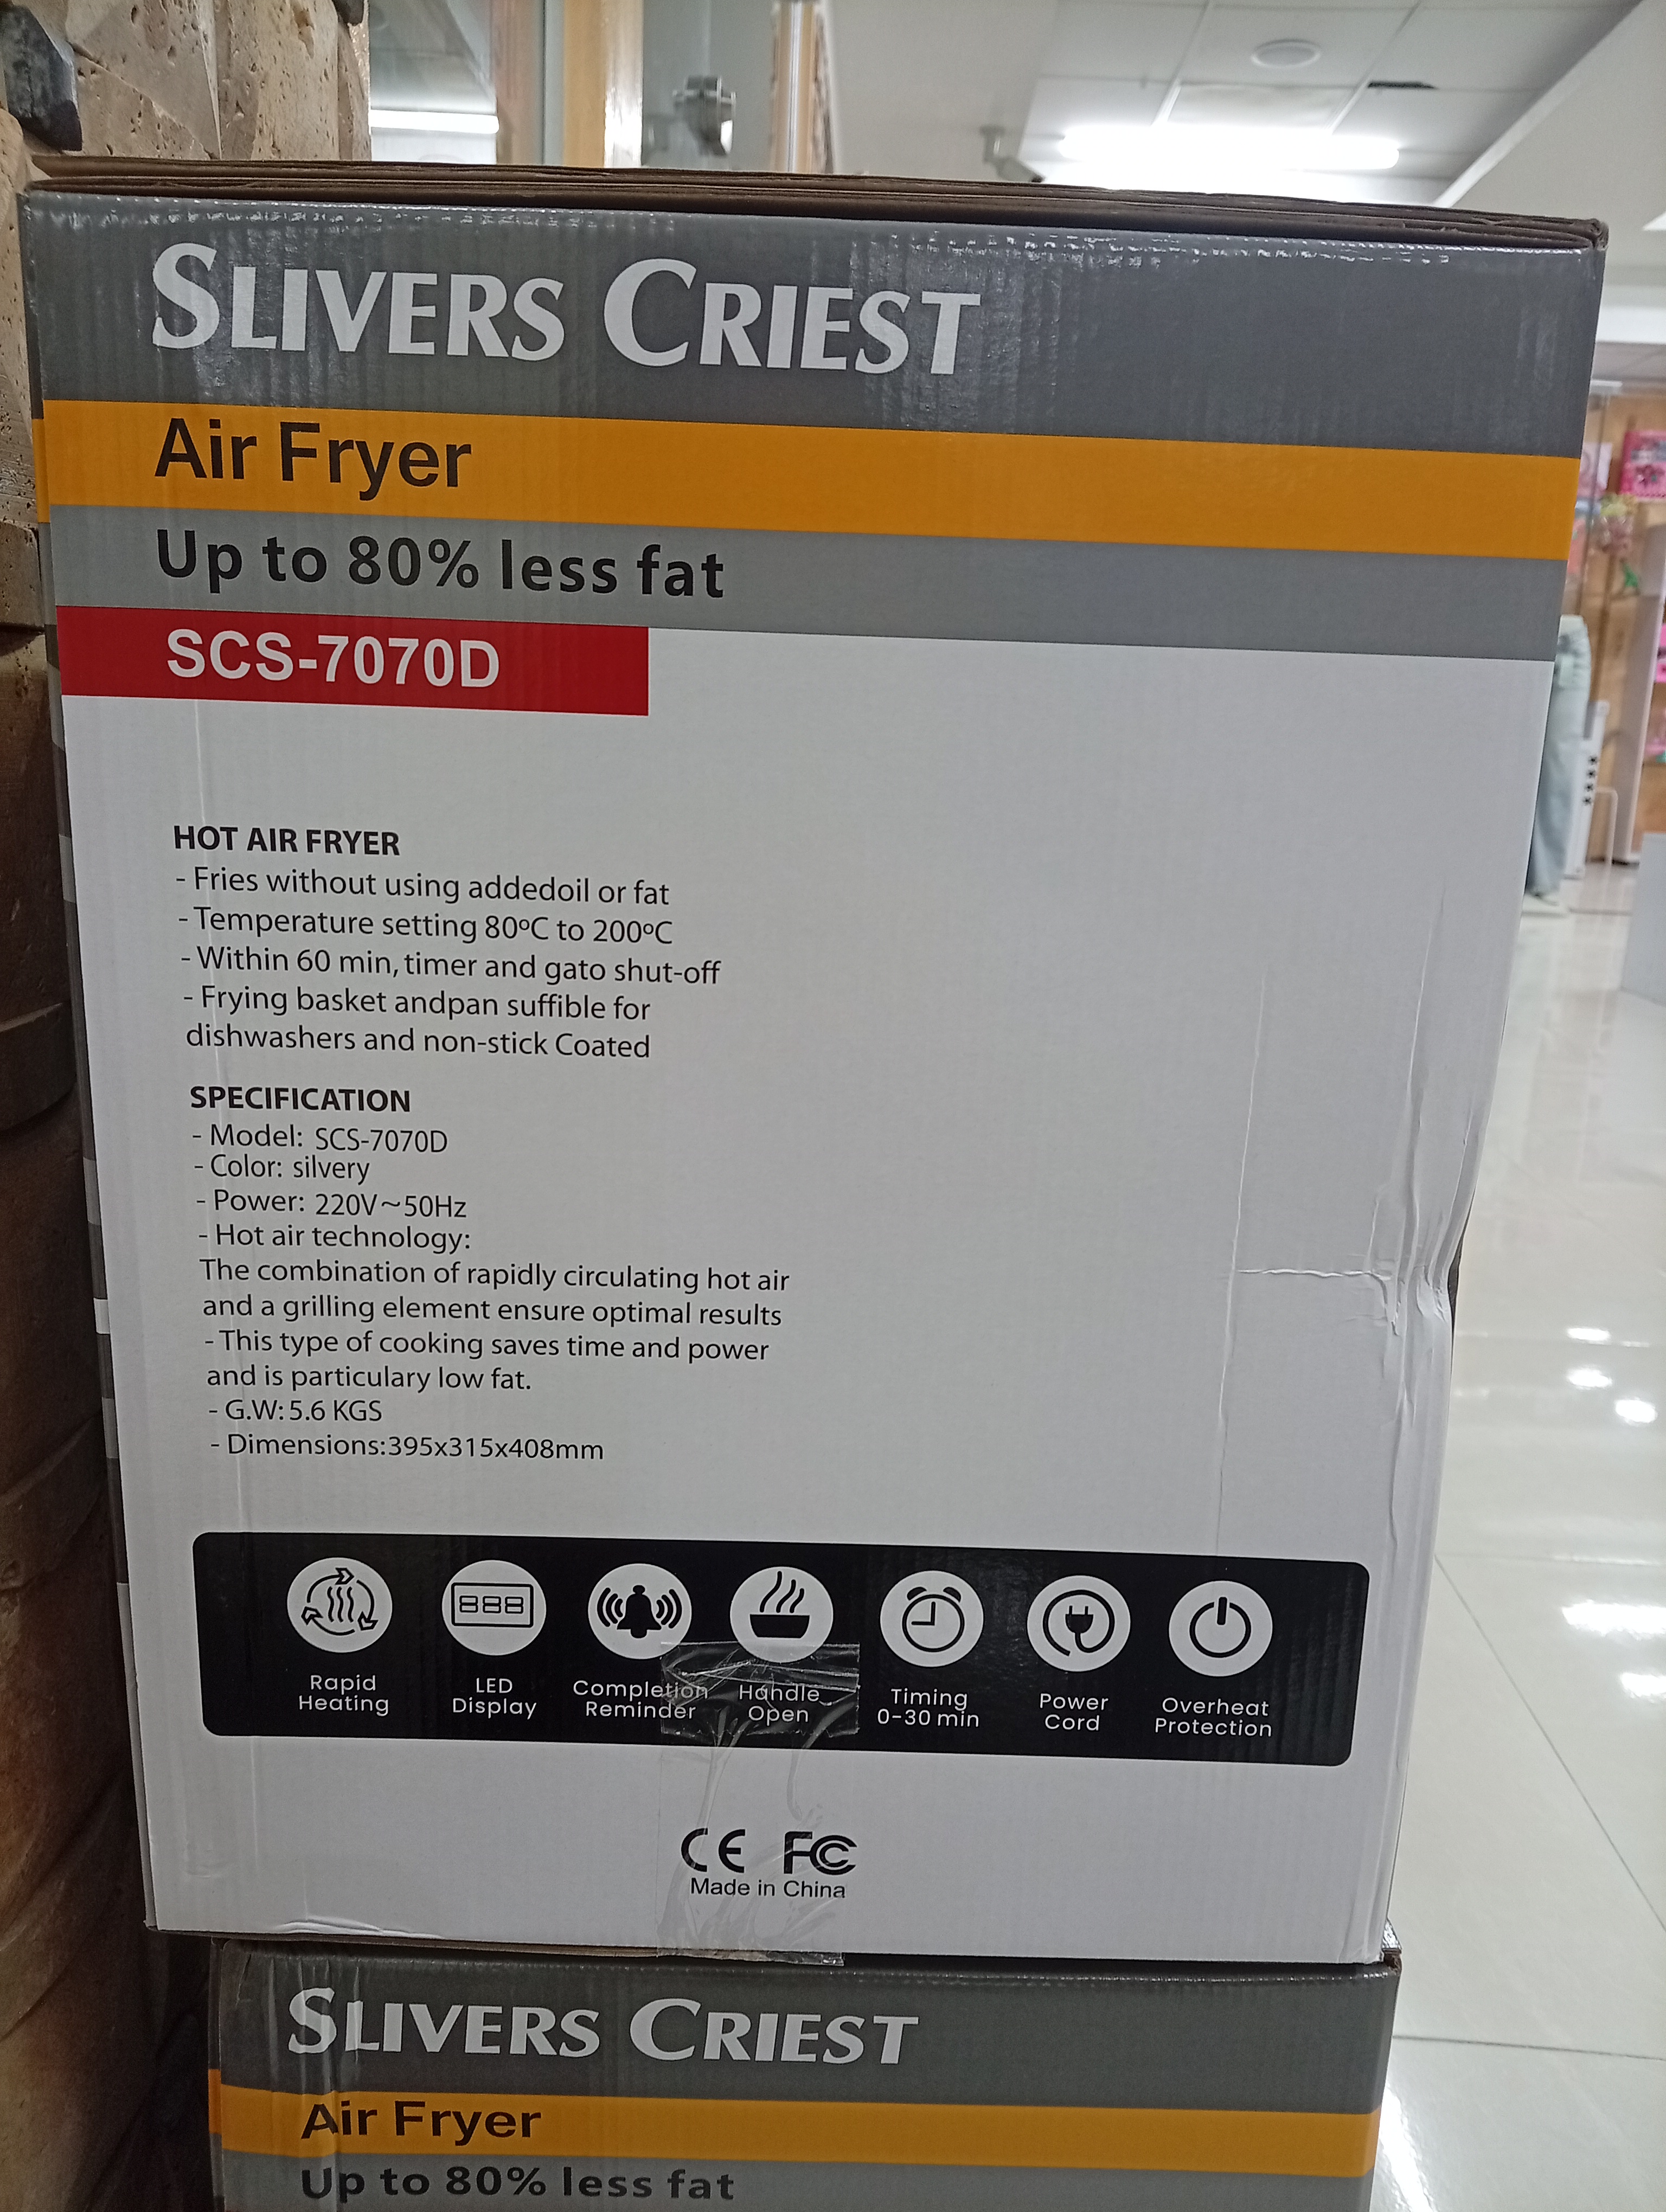 SLIVERS CRIEST
Air Fryer
Up to 80% less fat
SCS-7070D
HOT AIR FRYER
- Fries without using addedoil or fat
- Temperature setting 80ºC to 200ºC
- Within 60 min, timer and gato shut-off
- Frying basket andpan suffible for
dishwashers and non-stick Coated
SPECIFICATION
- Model: SCS-7070D
- Color: silvery
- Power: 220V~50Hz
- Hot air technology:
The combination of rapidly circulating hot air
and a grilling element ensure optimal results
- This type of cooking saves time and power
and is particulary low fat.
- G.W:5.6 KGS
- Dimensions:395x315x408mm
888
Rapid
Heating
LED
Display
Completion
Reminder
Handle
Open
Timing
0-30 min
Power
Cord
Overheat
Protection
CE FC
Made in China
SLIVERS CRIEST
Air Fryer
Up to 80% less fat